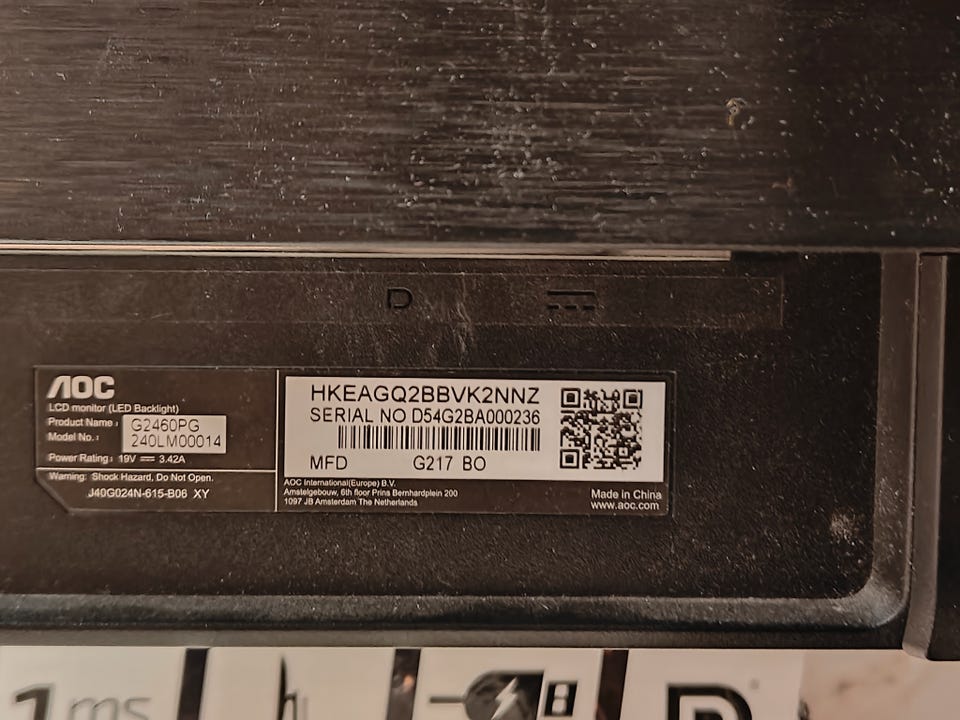 AOC
LCD monitor (LED Backlight)
Product Name : G2460PG
Model No. : 240LM00014
Power Rating : 19V 3.42A
Warning: Shock Hazard, Do Not Open.
J40G024N-615-B06 XY
HKEAGQ2BBVK2NNZ
SERIAL NO D54G2BA000236
MFD G217 BO
AOC International(Europe) B.V.
Amstelgebouw, 6th floor Prins Bernhardplein 200
1097 JB Amsterdam The Netherlands
Made in China
www.aoc.com
1ms